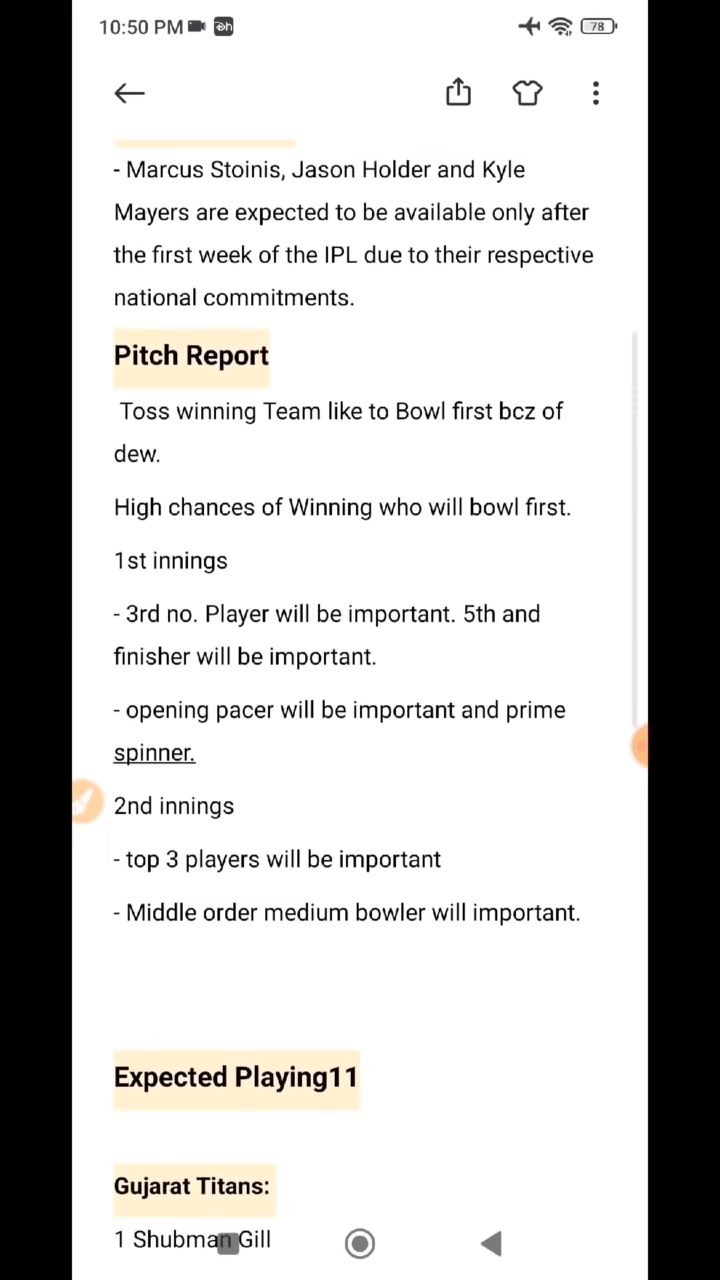 10:50 PM
78
- Marcus Stoinis, Jason Holder and Kyle
Mayers are expected to be available only after
the first week of the IPL due to their respective
national commitments.
Pitch Report
Toss winning Team like to Bowl first bcz of
dew.
High chances of Winning who will bowl first.
1st innings
- 3rd no. Player will be important. 5th and
finisher will be important.
- opening pacer will be important and prime
spinner.
2nd innings
- top 3 players will be important
- Middle order medium bowler will important.
Expected Playing11
Gujarat Titans:
1 Shubman Gill